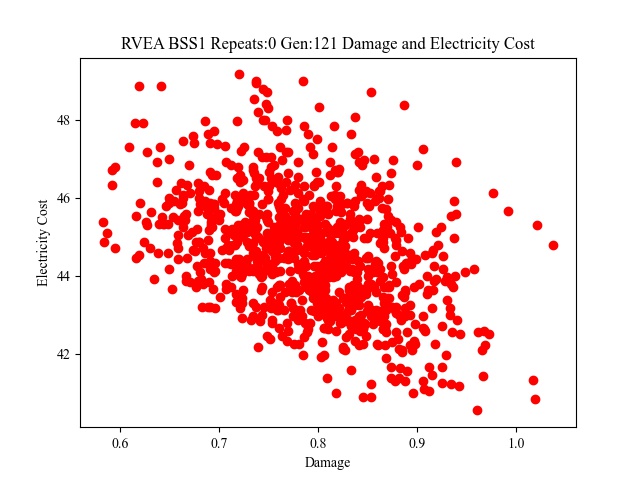 RVEA BSS1 Repeats:0 Gen:121 Damage and Electricity Cost
48
46
44
42
Electricity Cost
0.6 0.7 0.8 0.9 1.0
Damage